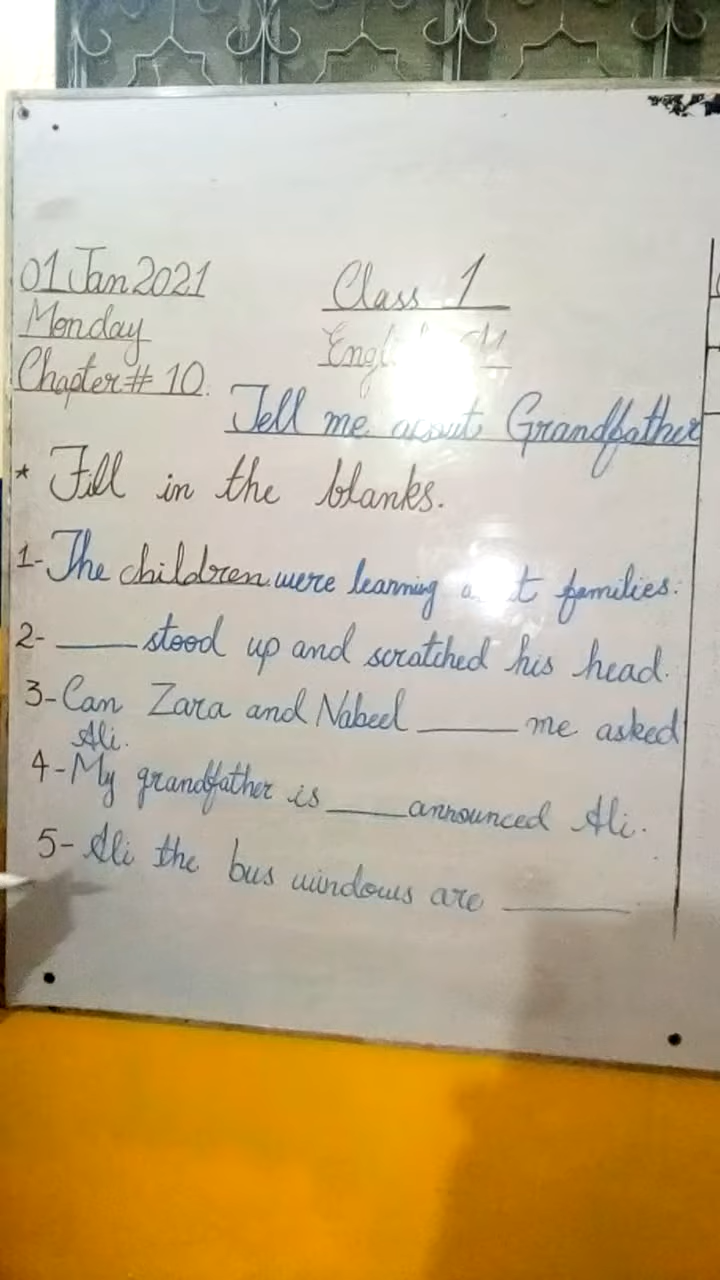 01 Jan 2021
Class 1
Monday
Chapter # 10.
Tell me about Grandfather
* Fill in the blanks.
1- The children were learning families.
2- ____ stood up and scratched his head.
3- Can Zara and Nabeel ____ me asked
Ali.
4- My grandfather is ____ announced Ali.
5- Ali the bus windows are ____